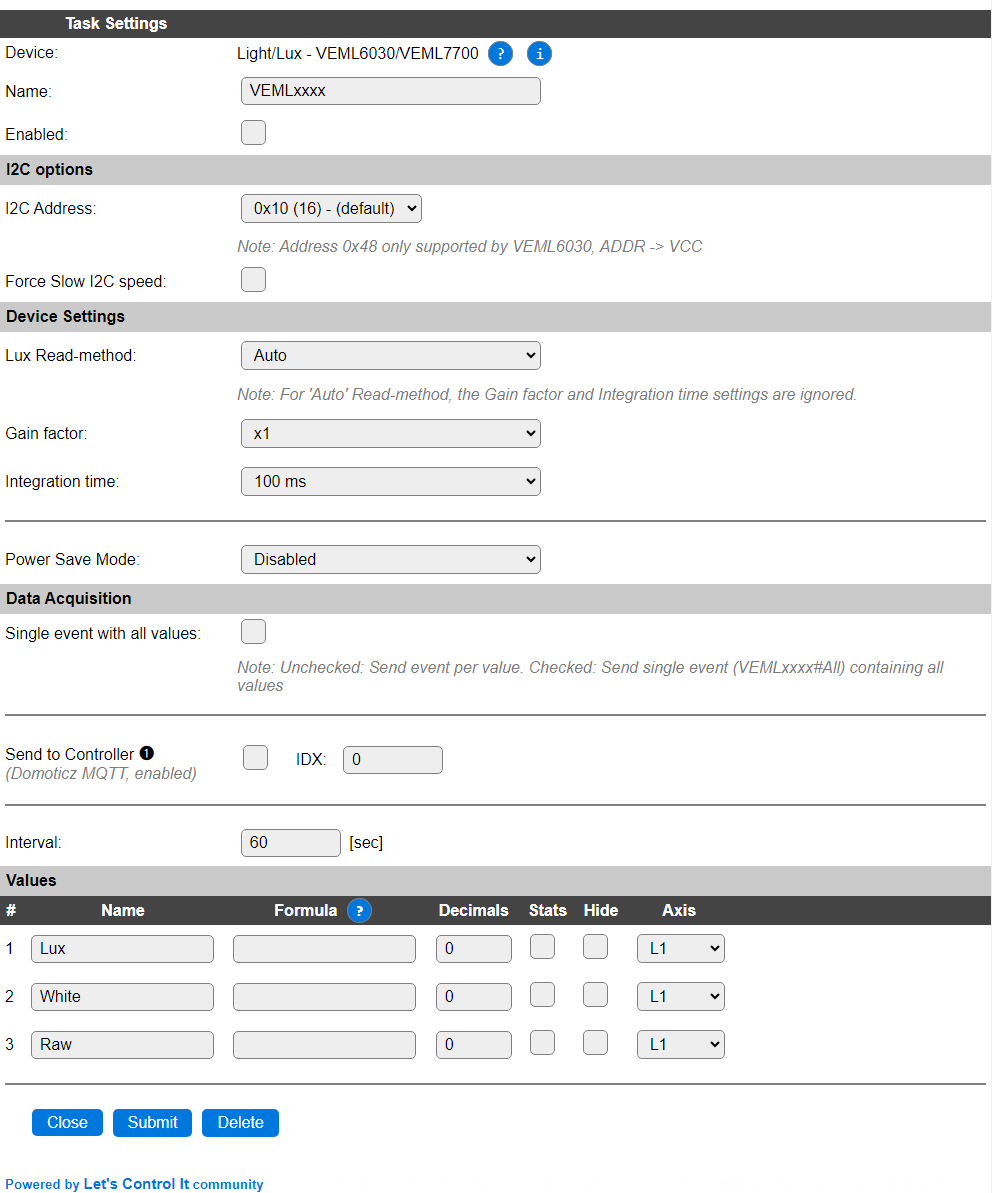 Task Settings
Device: Light/Lux - VEML6030/VEML7700 ? i
Name: VEMLxxxx
Enabled:
I2C options
I2C Address: 0x10 (16) - (default)
Note: Address 0x48 only supported by VEML6030, ADDR -> VCC
Force Slow I2C speed:
Device Settings
Lux Read-method: Auto
Note: For 'Auto' Read-method, the Gain factor and Integration time settings are ignored.
Gain factor: x1
Integration time: 100 ms
Power Save Mode: Disabled
Data Acquisition
Single event with all values:
Note: Unchecked: Send event per value. Checked: Send single event (VEMLxxxx#All) containing all
values
Send to Controller ❶ IDX: 0
(Domoticz MQTT, enabled)
Interval: 60 [sec]
Values
# Name Formula ? Decimals Stats Hide Axis
1 Lux 0 L1
2 White 0 L1
3 Raw 0 L1
Close Submit Delete
Powered by Let's Control It community